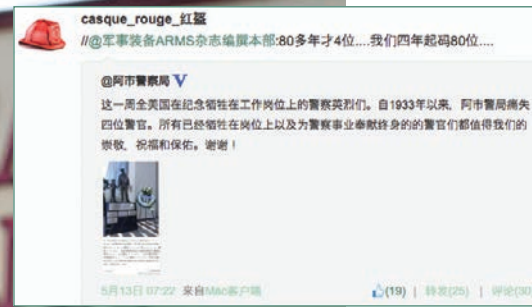 casque_rouge_红盔
//@军事装备ARMS杂志编撰本部:80多年才4位....我们四年起码80位....
@阿市警察局 V
这一周全美国在纪念牺牲在工作岗位上的警察英烈们。自1933年以来，阿市警局痛失
四位警官。所有已经牺牲在岗位上以及为警察事业奉献终身的的警官们都值得我们的
崇敬，祝福和保佑。谢谢！
5月13日 07:22 来自Mac客户端 (19) | 转发(25) | 评论(30)